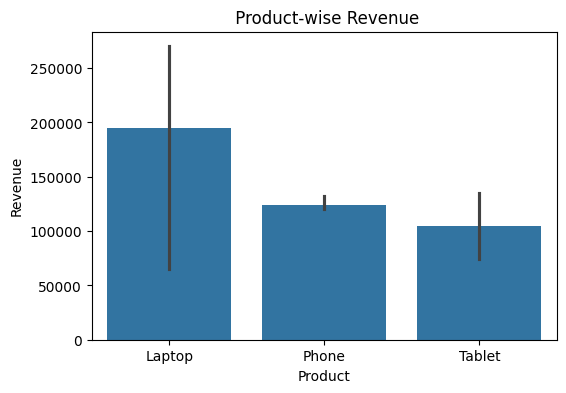 Product-wise Revenue
Revenue
250000
200000
150000
100000
50000
0
Laptop Phone Tablet
Product